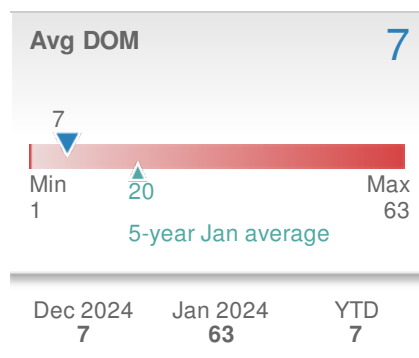 Avg DOM 7
7
Min Max
1 20 63
5-year Jan average
Dec 2024 Jan 2024 YTD
7 63 7